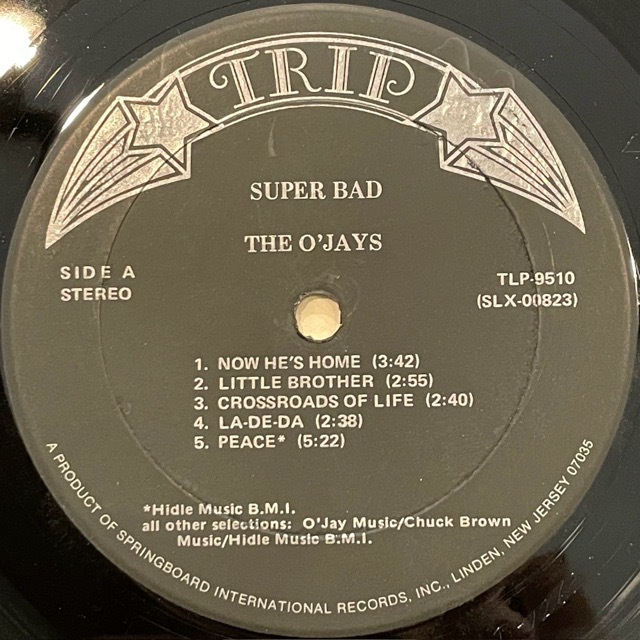 TRIP
SUPER BAD
THE O'JAYS
SIDE A
STEREO
TLP-9510
(SLX-00823)
1. NOW HE'S HOME (3:42)
2. LITTLE BROTHER (2:55)
3. CROSSROADS OF LIFE (2:40)
4. LA-DE-DA (2:38)
5. PEACE* (5:22)
*Hidle Music B.M.I.
all other selections: O'Jay Music/Chuck Brown
Music/Hidle Music B.M.I.
A PRODUCT OF SPRINGBOARD INTERNATIONAL RECORDS, INC., LINDEN, NEW JERSEY 07035